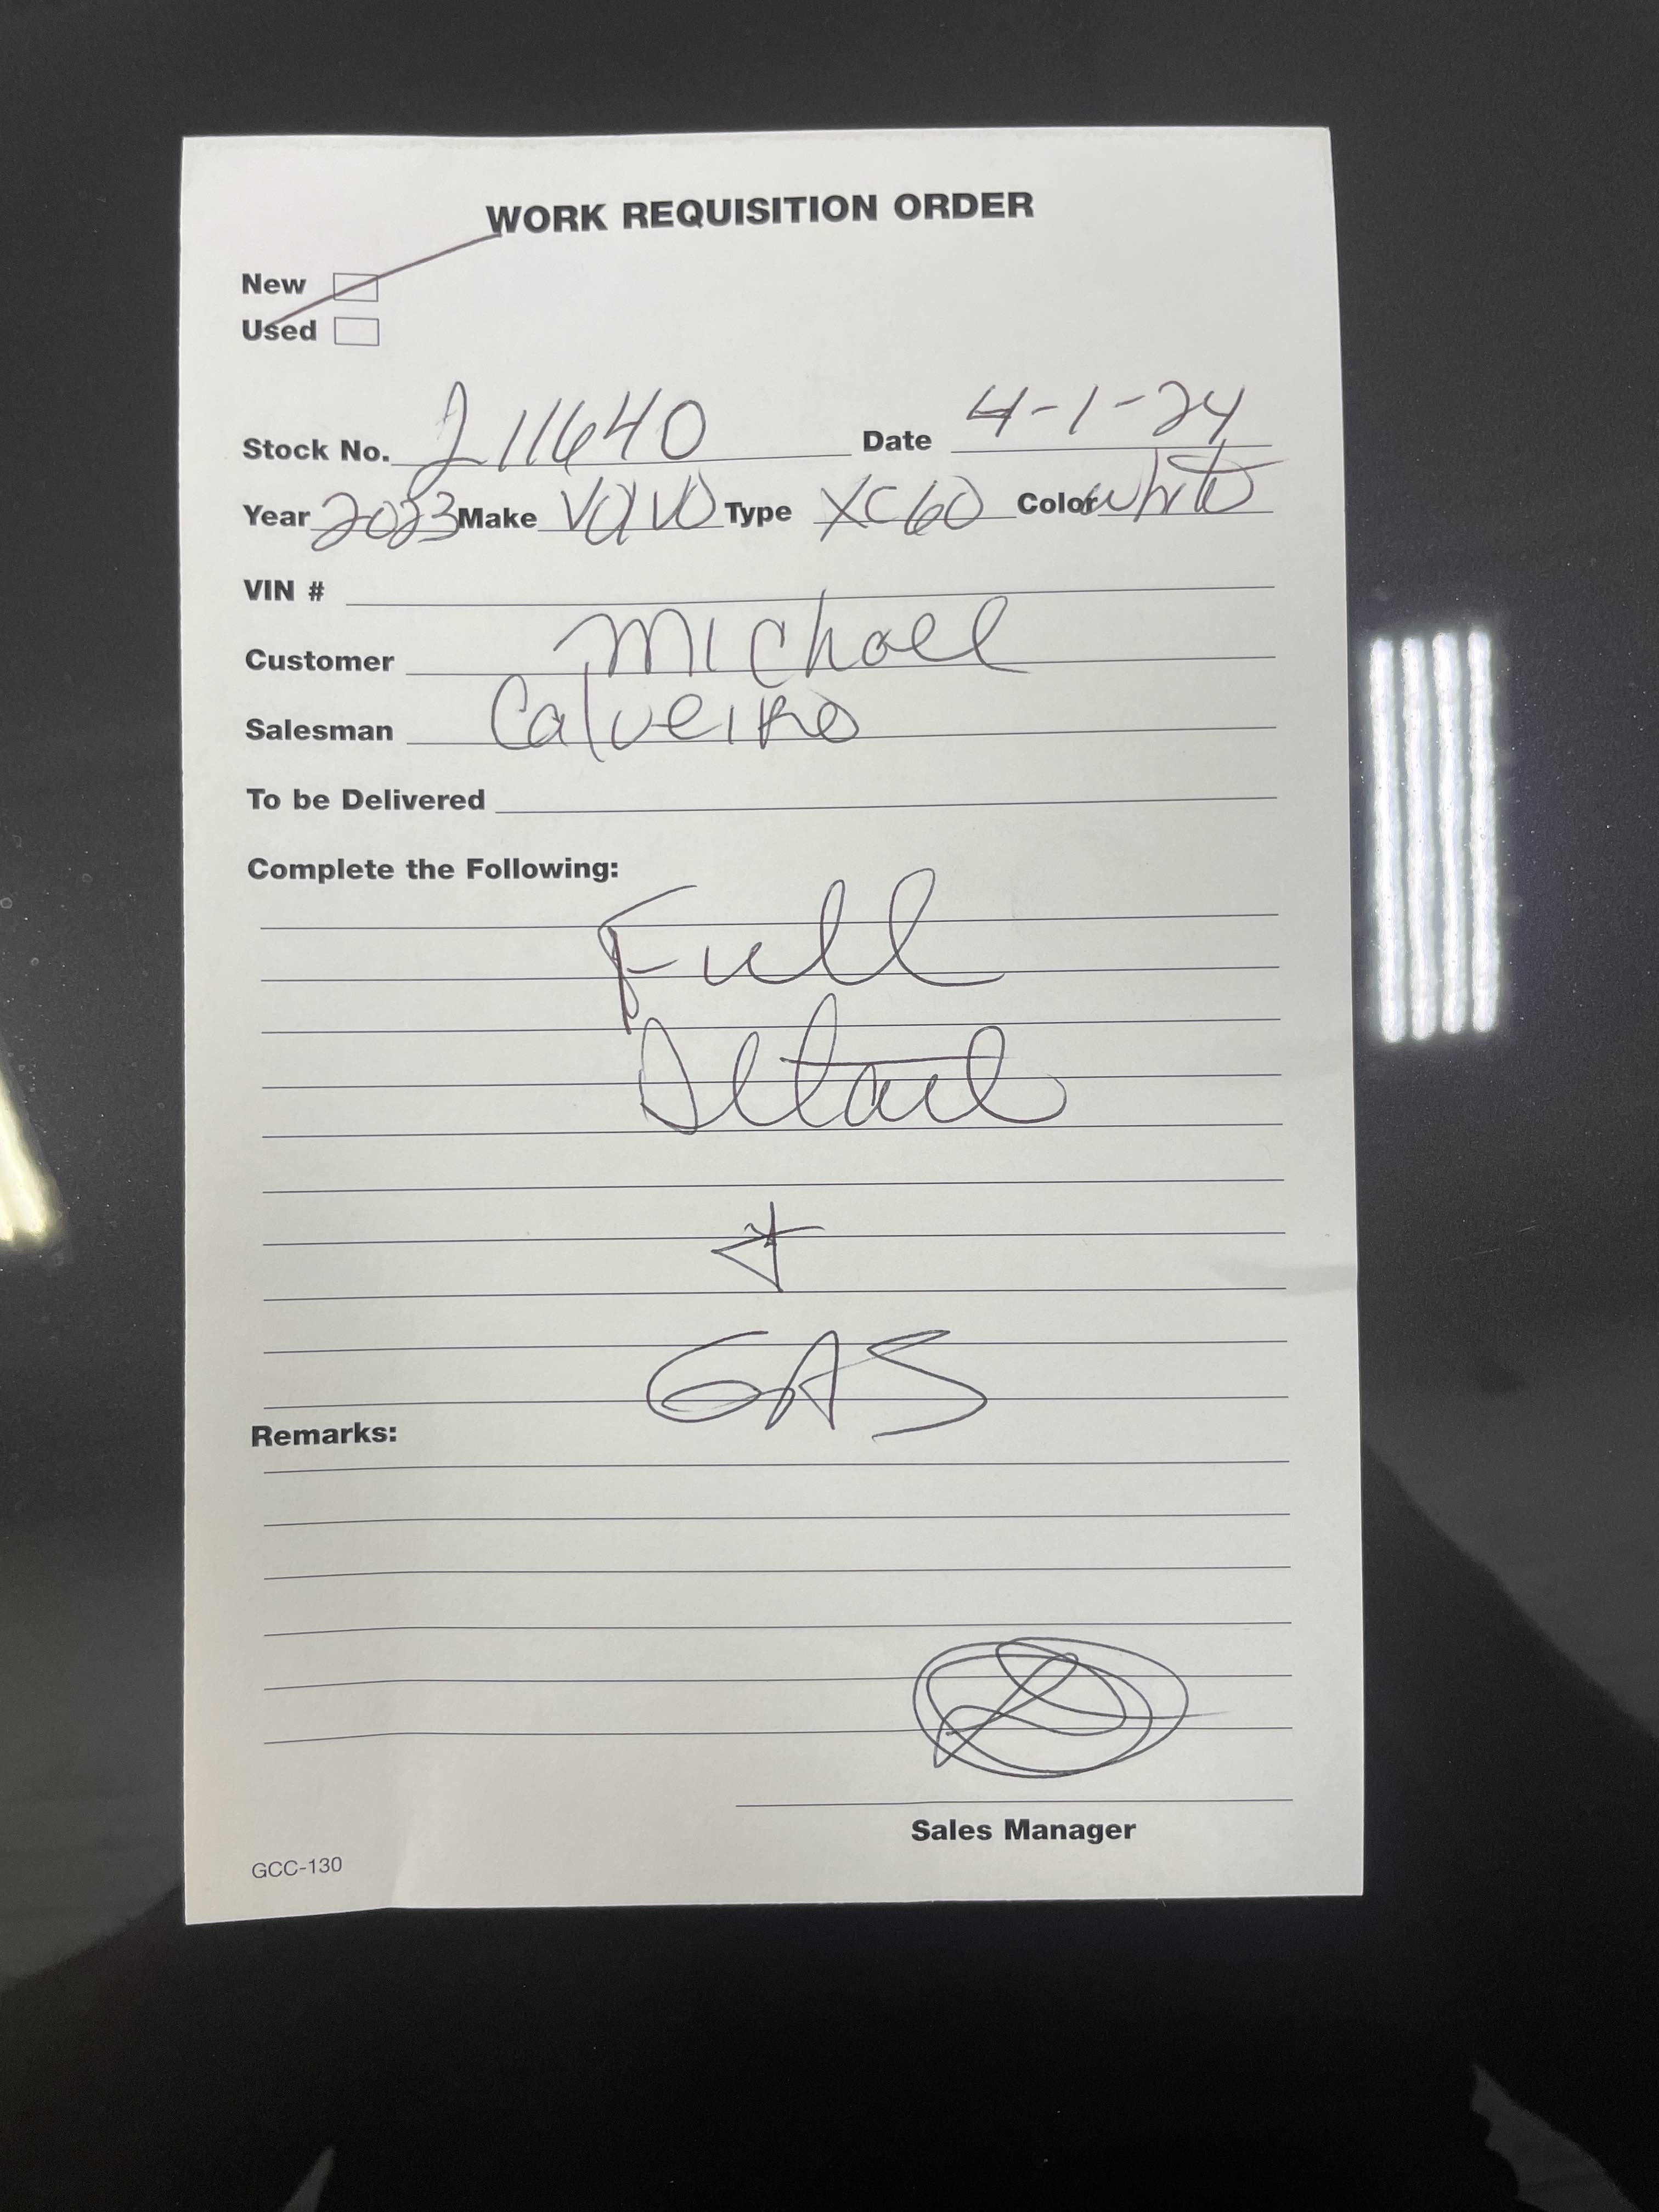 WORK REQUISITION ORDER
New
Used
Stock No. 211640 Date 4-1-24
Year 2023 Make Volvo Type XC60 Color White
VIN #
Customer Michael
Salesman Calveiro
To be Delivered
Complete the Following:
Full
Detail
+
GAS
Remarks:
Sales Manager
GCC-130